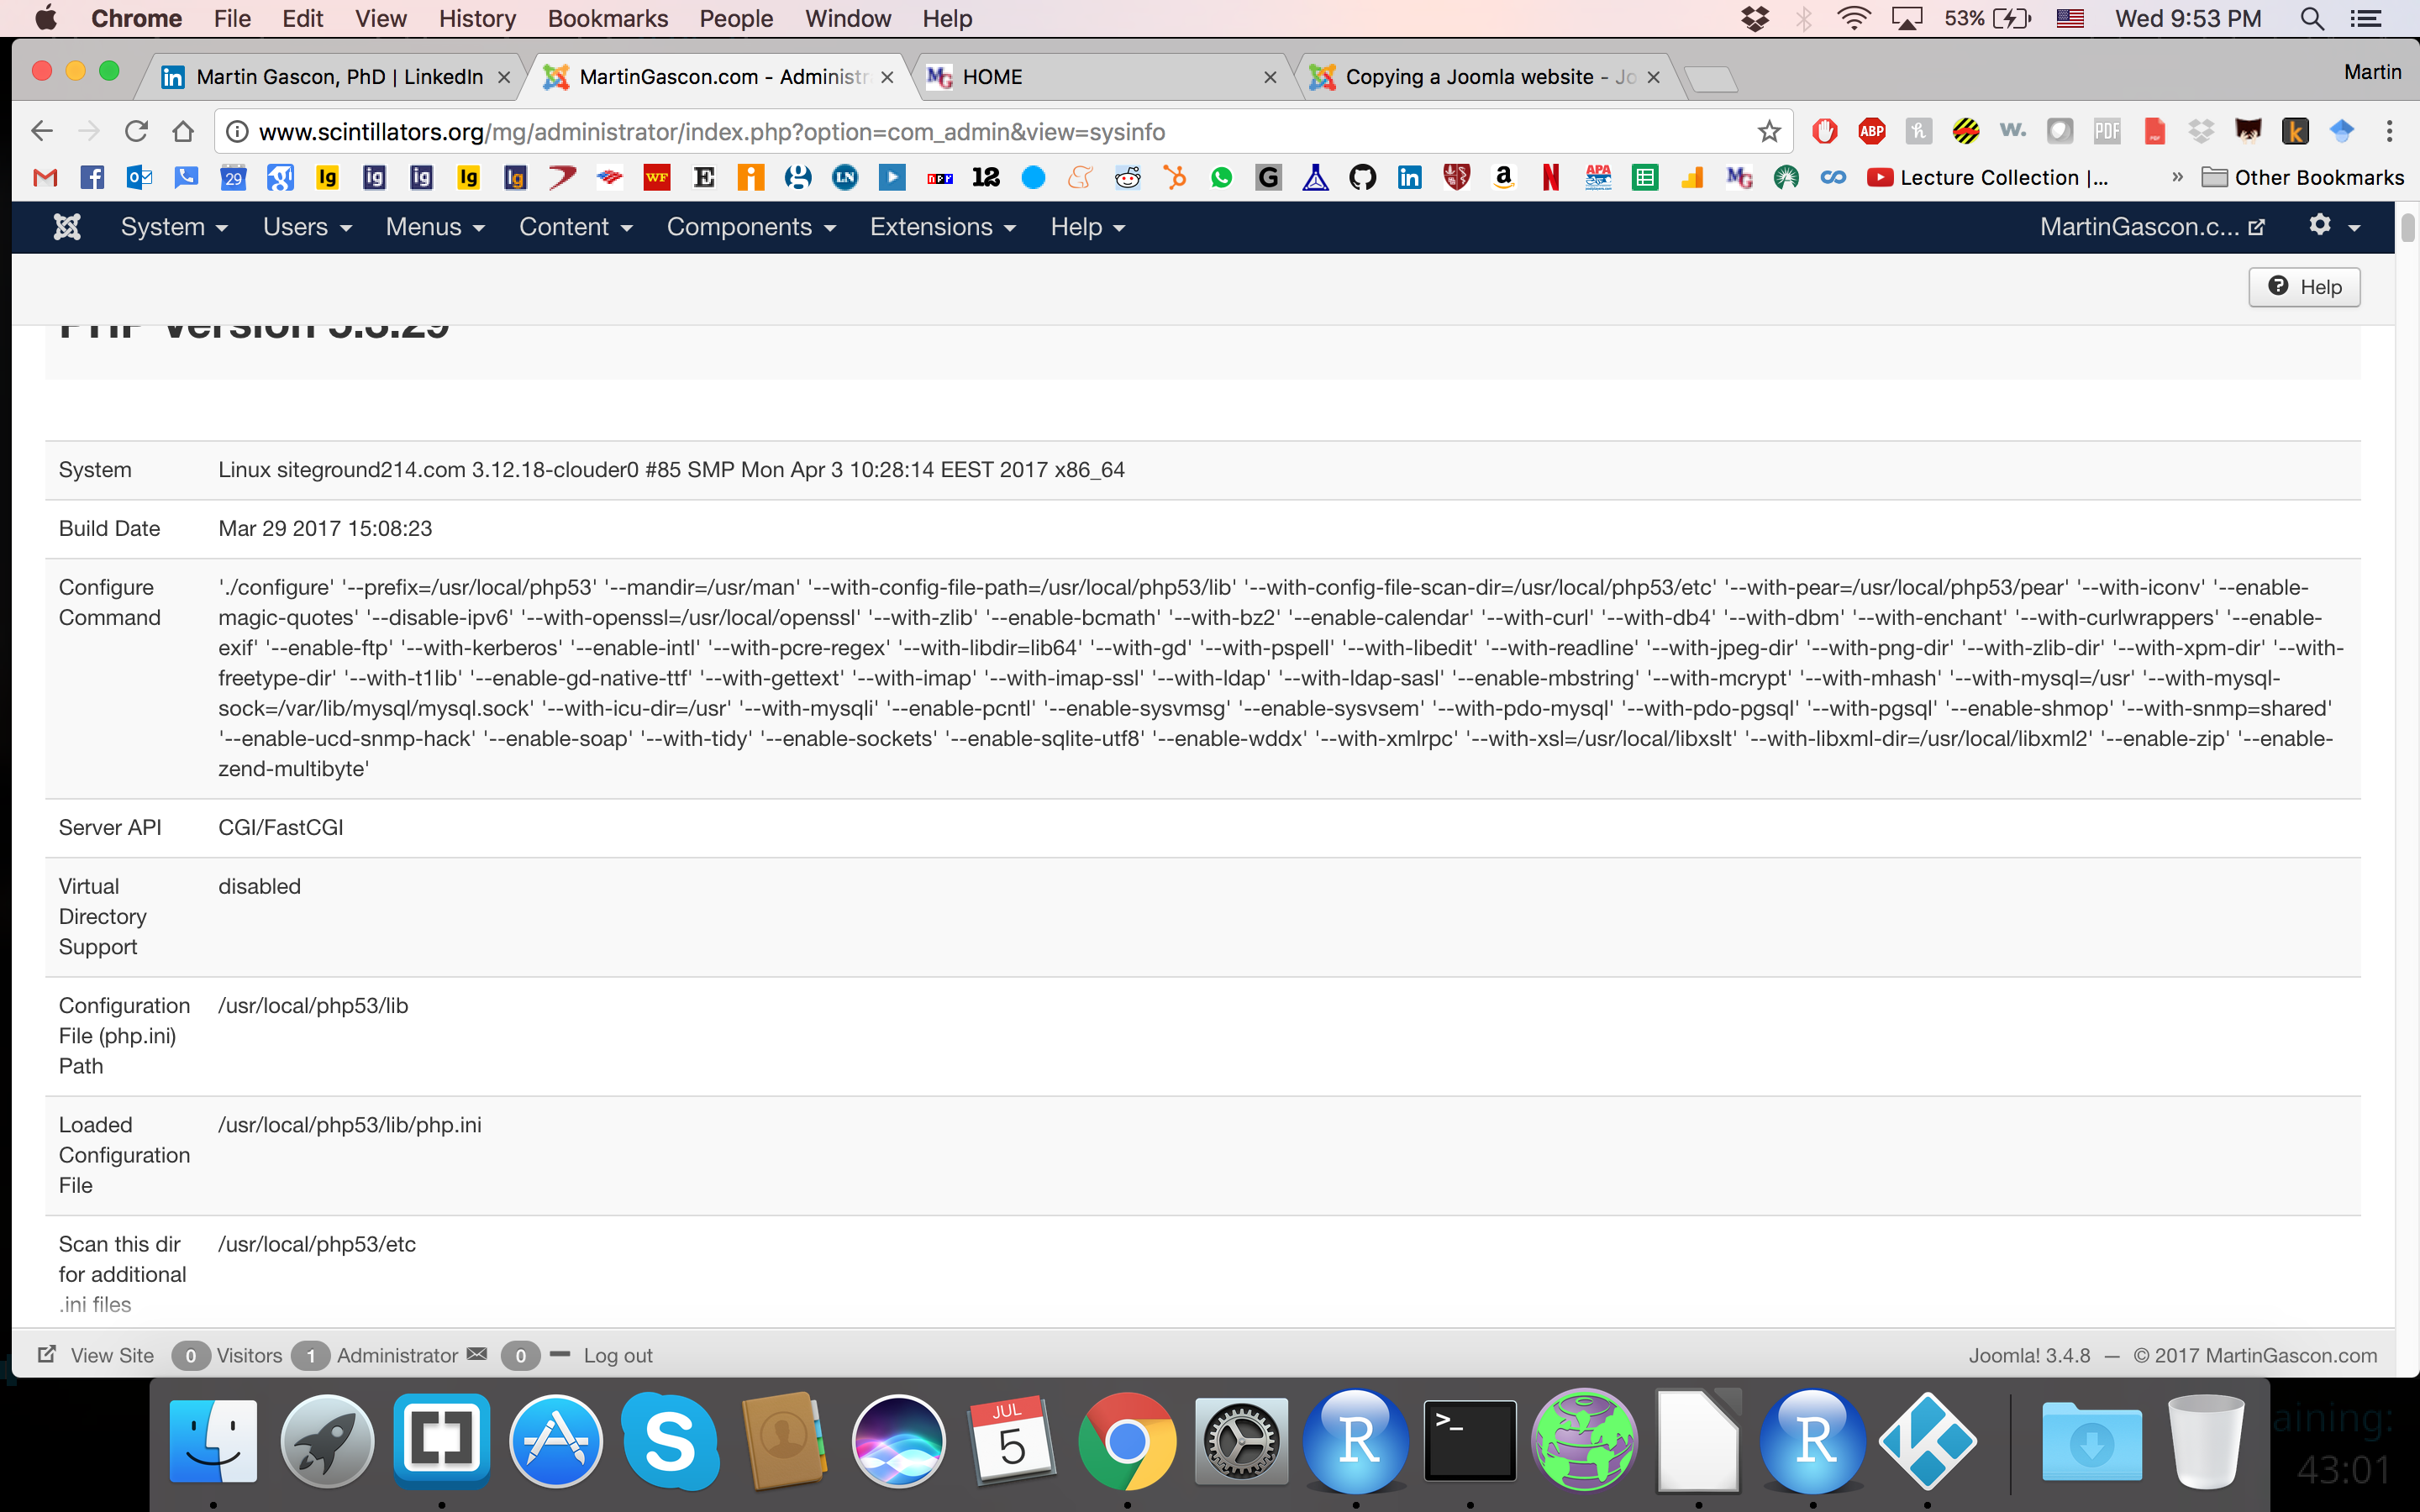 Chrome File Edit View History Bookmarks People Window Help 53% Wed 9:53 PM
Martin Gascon, PhD | LinkedIn MartinGascon.com - Administr HOME Copying a Joomla website - Jo Martin
www.scintillators.org/mg/administrator/index.php?option=com_admin&view=sysinfo ABP h w. PDF k
29 Ig ig ig Ig Ig WF E i LN npr 12 G a N APA MG Lecture Collection |... » Other Bookmarks
System Users Menus Content Components Extensions Help MartinGascon.c...
Help
PHP Version 5.3.29
System Linux siteground214.com 3.12.18-clouder0 #85 SMP Mon Apr 3 10:28:14 EEST 2017 x86_64
Build Date Mar 29 2017 15:08:23
Configure Command './configure' '--prefix=/usr/local/php53' '--mandir=/usr/man' '--with-config-file-path=/usr/local/php53/lib' '--with-config-file-scan-dir=/usr/local/php53/etc' '--with-pear=/usr/local/php53/pear' '--with-iconv' '--enable-
magic-quotes' '--disable-ipv6' '--with-openssl=/usr/local/openssl' '--with-zlib' '--enable-bcmath' '--with-bz2' '--enable-calendar' '--with-curl' '--with-db4' '--with-dbm' '--with-enchant' '--with-curlwrappers' '--enable-
exif' '--enable-ftp' '--with-kerberos' '--enable-intl' '--with-pcre-regex' '--with-libdir=lib64' '--with-gd' '--with-pspell' '--with-libedit' '--with-readline' '--with-jpeg-dir' '--with-png-dir' '--with-zlib-dir' '--with-xpm-dir' '--with-
freetype-dir' '--with-t1lib' '--enable-gd-native-ttf' '--with-gettext' '--with-imap' '--with-imap-ssl' '--with-ldap' '--with-ldap-sasl' '--enable-mbstring' '--with-mcrypt' '--with-mhash' '--with-mysql=/usr' '--with-mysql-
sock=/var/lib/mysql/mysql.sock' '--with-icu-dir=/usr' '--with-mysqli' '--enable-pcntl' '--enable-sysvmsg' '--enable-sysvsem' '--with-pdo-mysql' '--with-pdo-pgsql' '--with-pgsql' '--enable-shmop' '--with-snmp=shared'
'--enable-ucd-snmp-hack' '--enable-soap' '--with-tidy' '--enable-sockets' '--enable-sqlite-utf8' '--enable-wddx' '--with-xmlrpc' '--with-xsl=/usr/local/libxslt' '--with-libxml-dir=/usr/local/libxml2' '--enable-zip' '--enable-
zend-multibyte'
Server API CGI/FastCGI
Virtual Directory Support disabled
Configuration File (php.ini) Path /usr/local/php53/lib
Loaded Configuration File /usr/local/php53/lib/php.ini
Scan this dir for additional .ini files /usr/local/php53/etc
View Site 0 Visitors 1 Administrator 0 Log out Joomla! 3.4.8 — © 2017 MartinGascon.com
JUL
5
S R >_ R
aining:
43:01